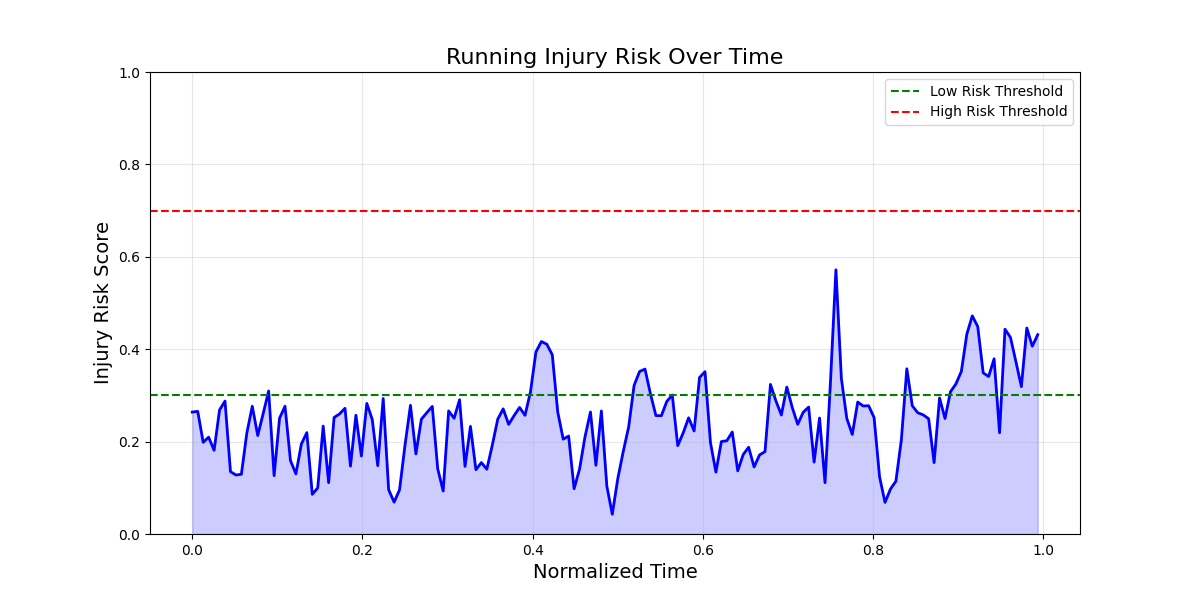 Running Injury Risk Over Time
1.0
0.8
0.6
0.4
0.2
0.0
Injury Risk Score
Low Risk Threshold
High Risk Threshold
0.0 0.2 0.4 0.6 0.8 1.0
Normalized Time